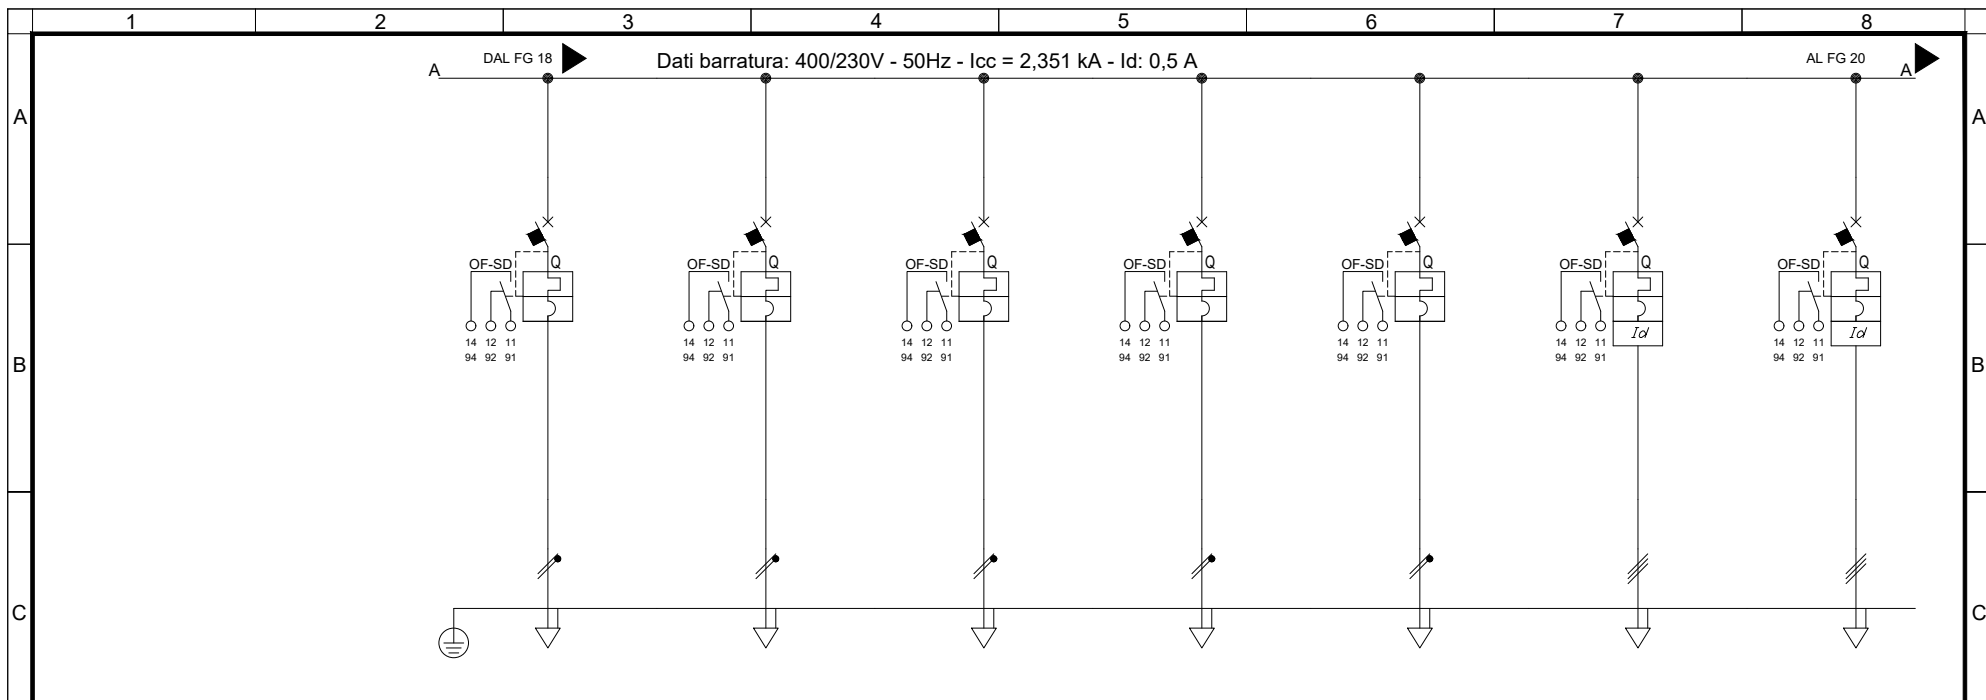 1 2 3 4 5 6 7 8
DAL FG 18 Dati barratura: 400/230V - 50Hz - Icc = 2,351 kA - Id: 0,5 A AL FG 20
A A
A A
OF-SD Q OF-SD Q OF-SD Q OF-SD Q OF-SD Q OF-SD Q OF-SD Q
Id Id
14 12 11 14 12 11 14 12 11 14 12 11 14 12 11 14 12 11 14 12 11
94 92 91 94 92 91 94 92 91 94 92 91 94 92 91 94 92 91 94 92 91
B B
C C